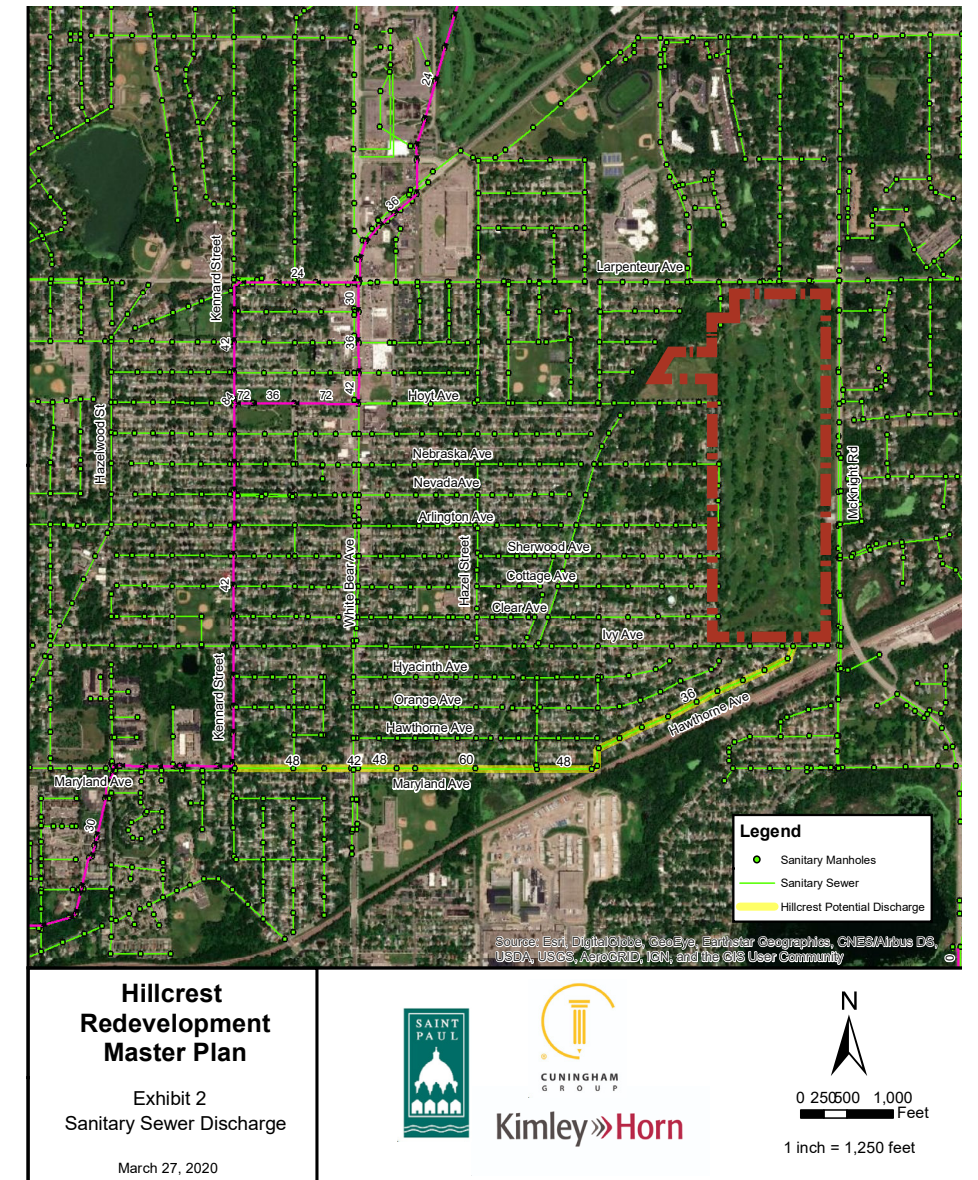 24
36
Larpenteur Ave
Kennard Street
24
30
42
36
42
64
72
36
72
Hoyt Ave
Hazelwood St
Nebraska Ave
NevadaAve
McKnight Rd
Arlington Ave
White Bear Ave
Hazel Street
Sherwood Ave
42
Cottage Ave
Clear Ave
Ivy Ave
Kennard Street
Hyacinth Ave
36
Orange Ave
Hawthorne Ave
Hawthorne Ave
48
42
48
60
48
Maryland Ave
Maryland Ave
30
Legend
Sanitary Manholes
Sanitary Sewer
Hillcrest Potential Discharge
Source: Esri, DigitalGlobe, GeoEye, Earthstar Geographics, CNES/Airbus DS,
USDA, USGS, AeroGRID, IGN, and the GIS User Community
0
Hillcrest
Redevelopment
Master Plan
Exhibit 2
Sanitary Sewer Discharge
March 27, 2020
SAINT
PAUL
CUNINGHAM
GROUP
Kimley»Horn
N
0 250500 1,000
Feet
1 inch = 1,250 feet